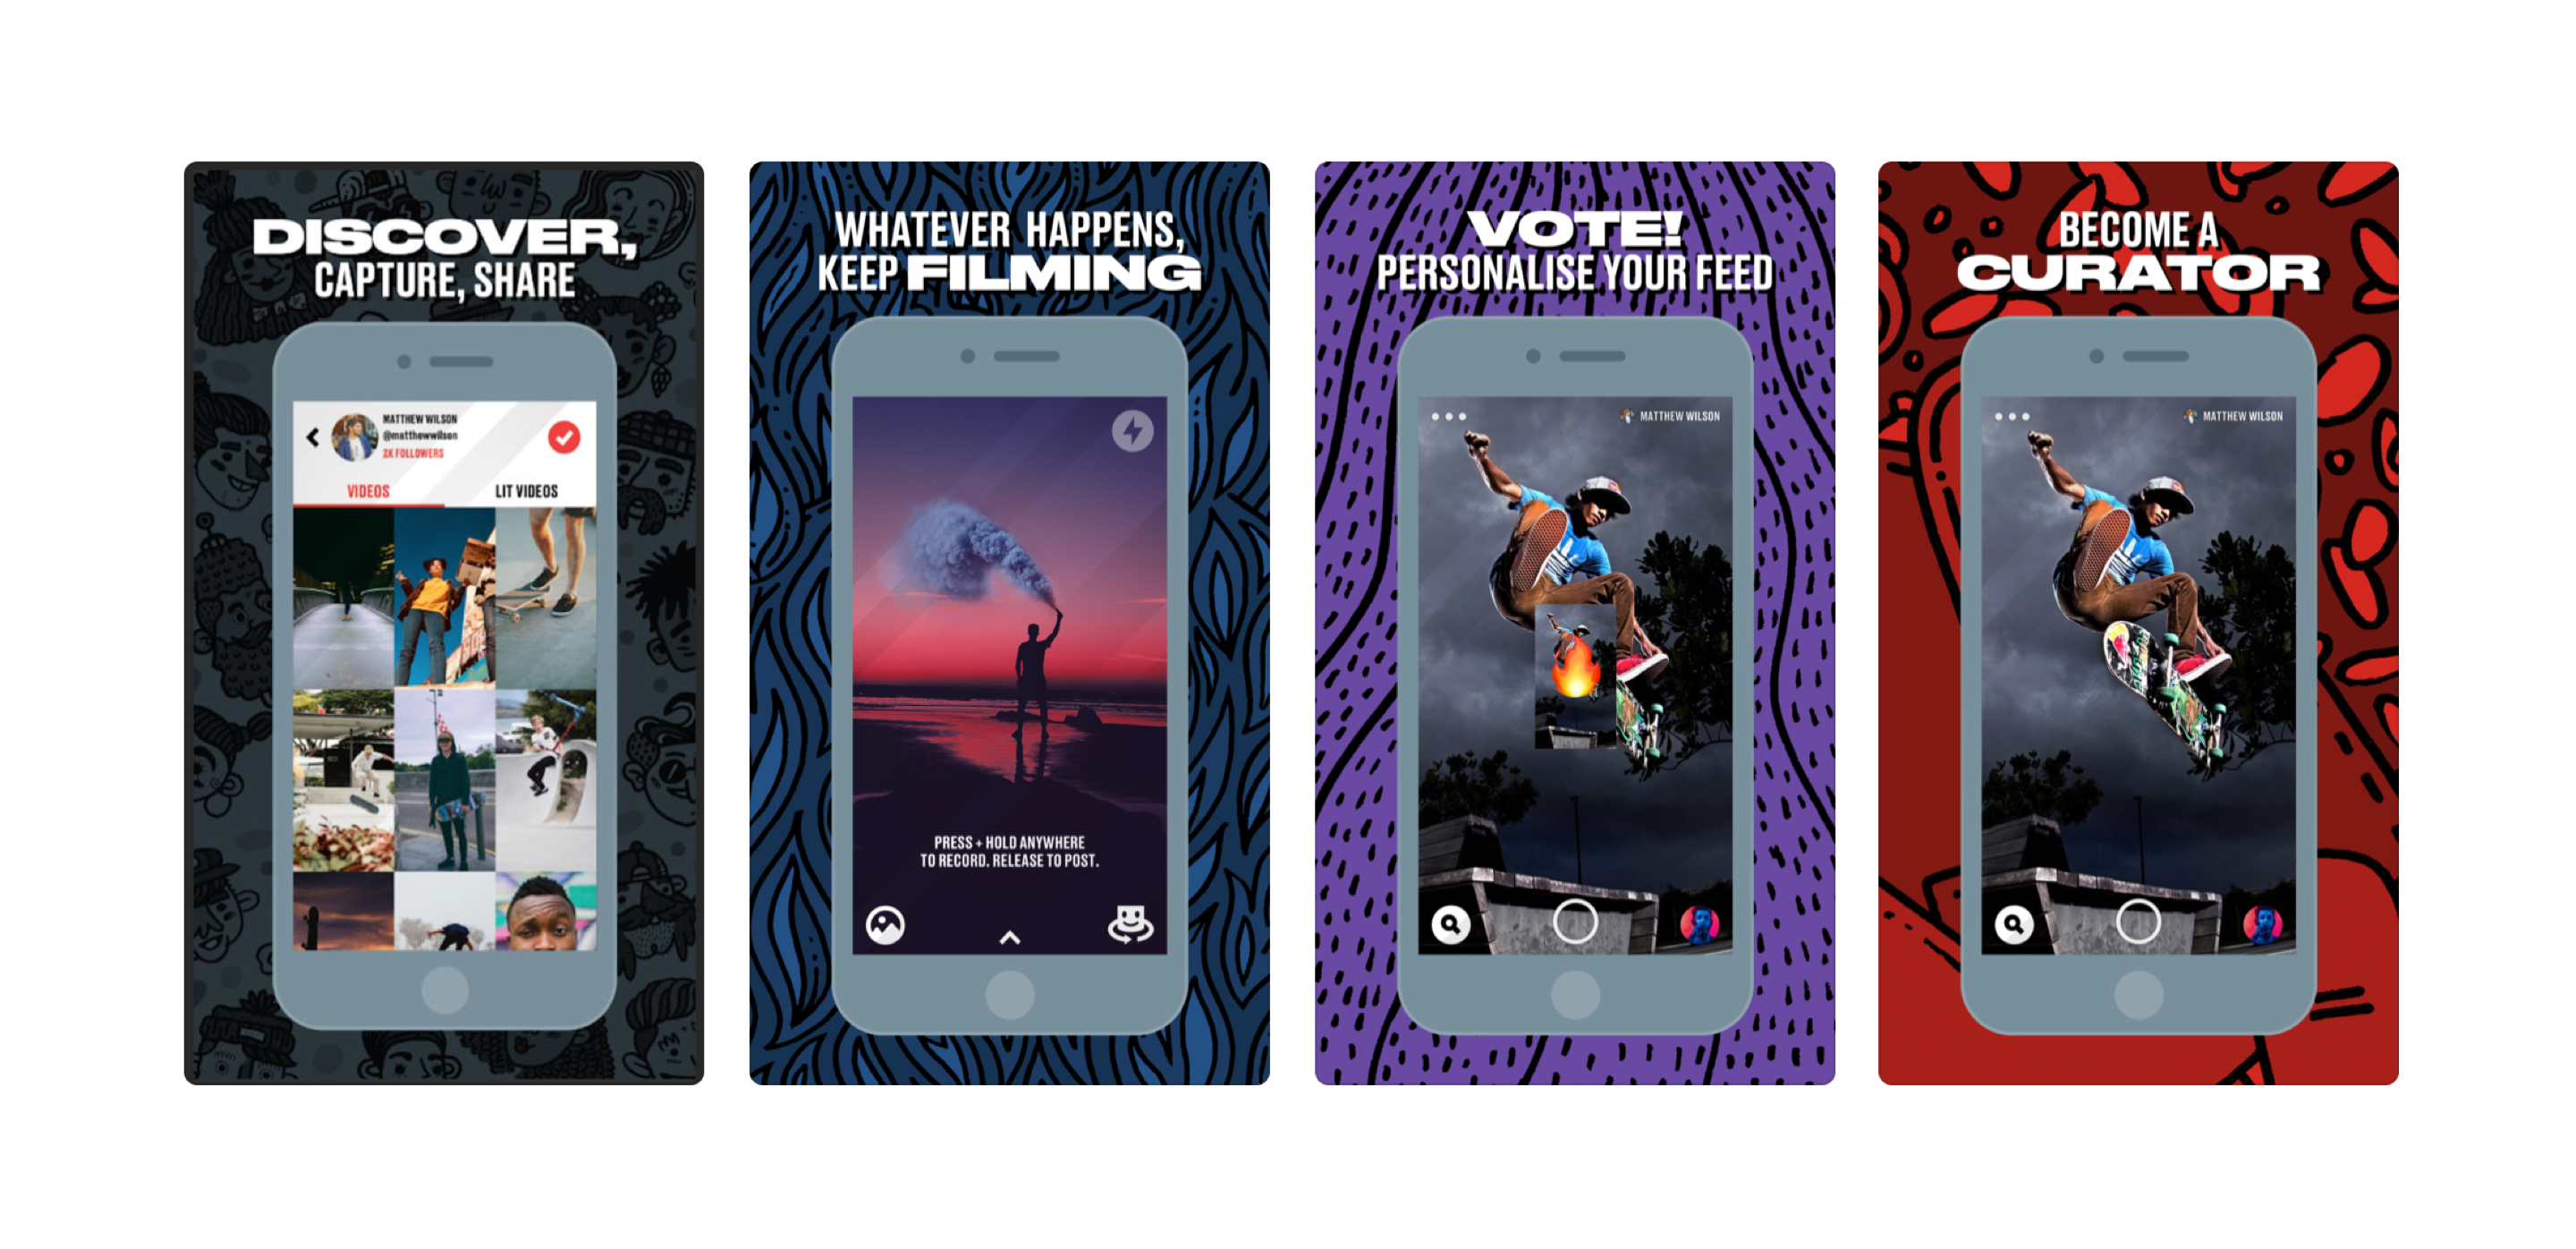 DISCOVER,
CAPTURE, SHARE
MATTHEW WILSON
@matthewwilson
2K FOLLOWERS
VIDEOS
LIT VIDEOS
WHATEVER HAPPENS,
KEEP FILMING
PRESS + HOLD ANYWHERE
TO RECORD. RELEASE TO POST.
VOTE!
PERSONALISE YOUR FEED
MATTHEW WILSON
BECOME A
CURATOR
MATTHEW WILSON